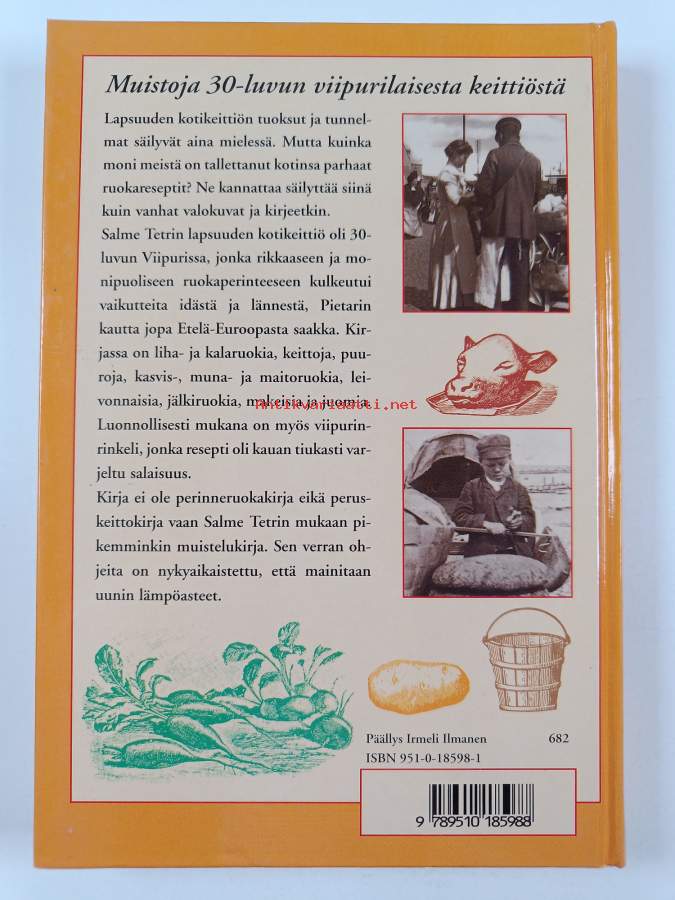 Muistoja 30-luvun viipurilaisesta keittiöstä
Lapsuuden kotikeittiön tuoksut ja tunnel-
mat säilyvät aina mielessä. Mutta kuinka
moni meistä on tallettanut kotinsa parhaat
ruokareseptit? Ne kannattaa säilyttää siinä
kuin vanhat valokuvat ja kirjeetkin.
Salme Tetrin lapsuuden kotikeittiö oli 30-
luvun Viipurissa, jonka rikkaaseen ja mo-
nipuoliseen ruokaperinteeseen kulkeutui
vaikutteita idästä ja lännestä, Pietarin
kautta jopa Etelä-Euroopasta saakka. Kir-
jassa on liha- ja kalaruokia, keittoja, puu-
roja, kasvis-, muna- ja maitoruokia, lei-
vonnaisia, jälkiruokia, makeisia ja juomia.
Antikvariaatti.net
Luonnollisesti mukana on myös viipurin-
rinkeli, jonka resepti oli kauan tiukasti var-
jeltu salaisuus.
Kirja ei ole perinneruokakirja eikä perus-
keittokirja vaan Salme Tetrin mukaan pi-
kemminkin muistelukirja. Sen verran oh-
jeita on nykyaikaistettu, että mainitaan
uunin lämpöasteet.
Päällys Irmeli Ilmanen 682
ISBN 951-0-18598-1
9 789510 185988